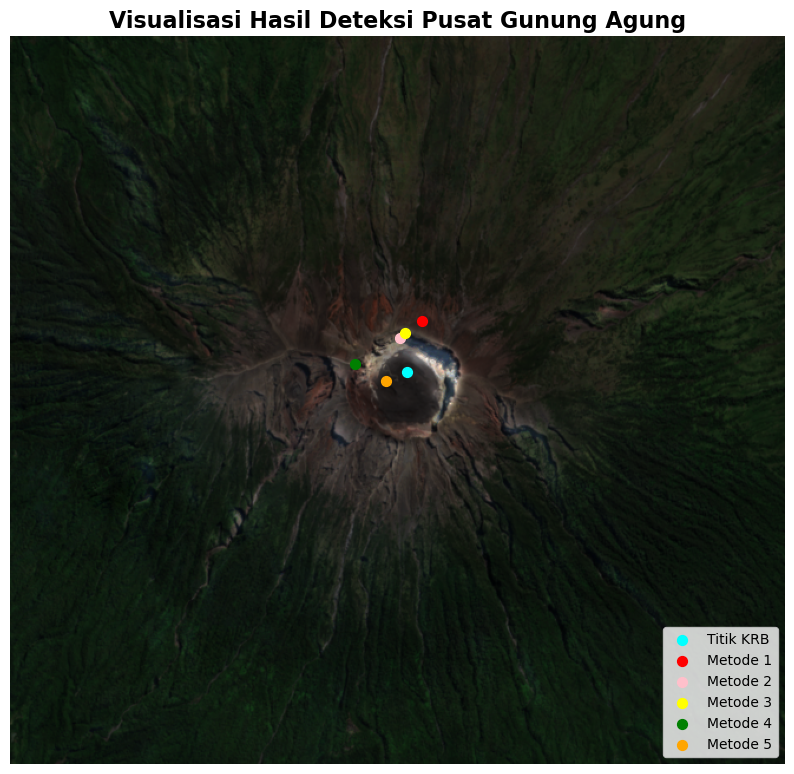 Visualisasi Hasil Deteksi Pusat Gunung Agung
Titik KRB
Metode 1
Metode 2
Metode 3
Metode 4
Metode 5